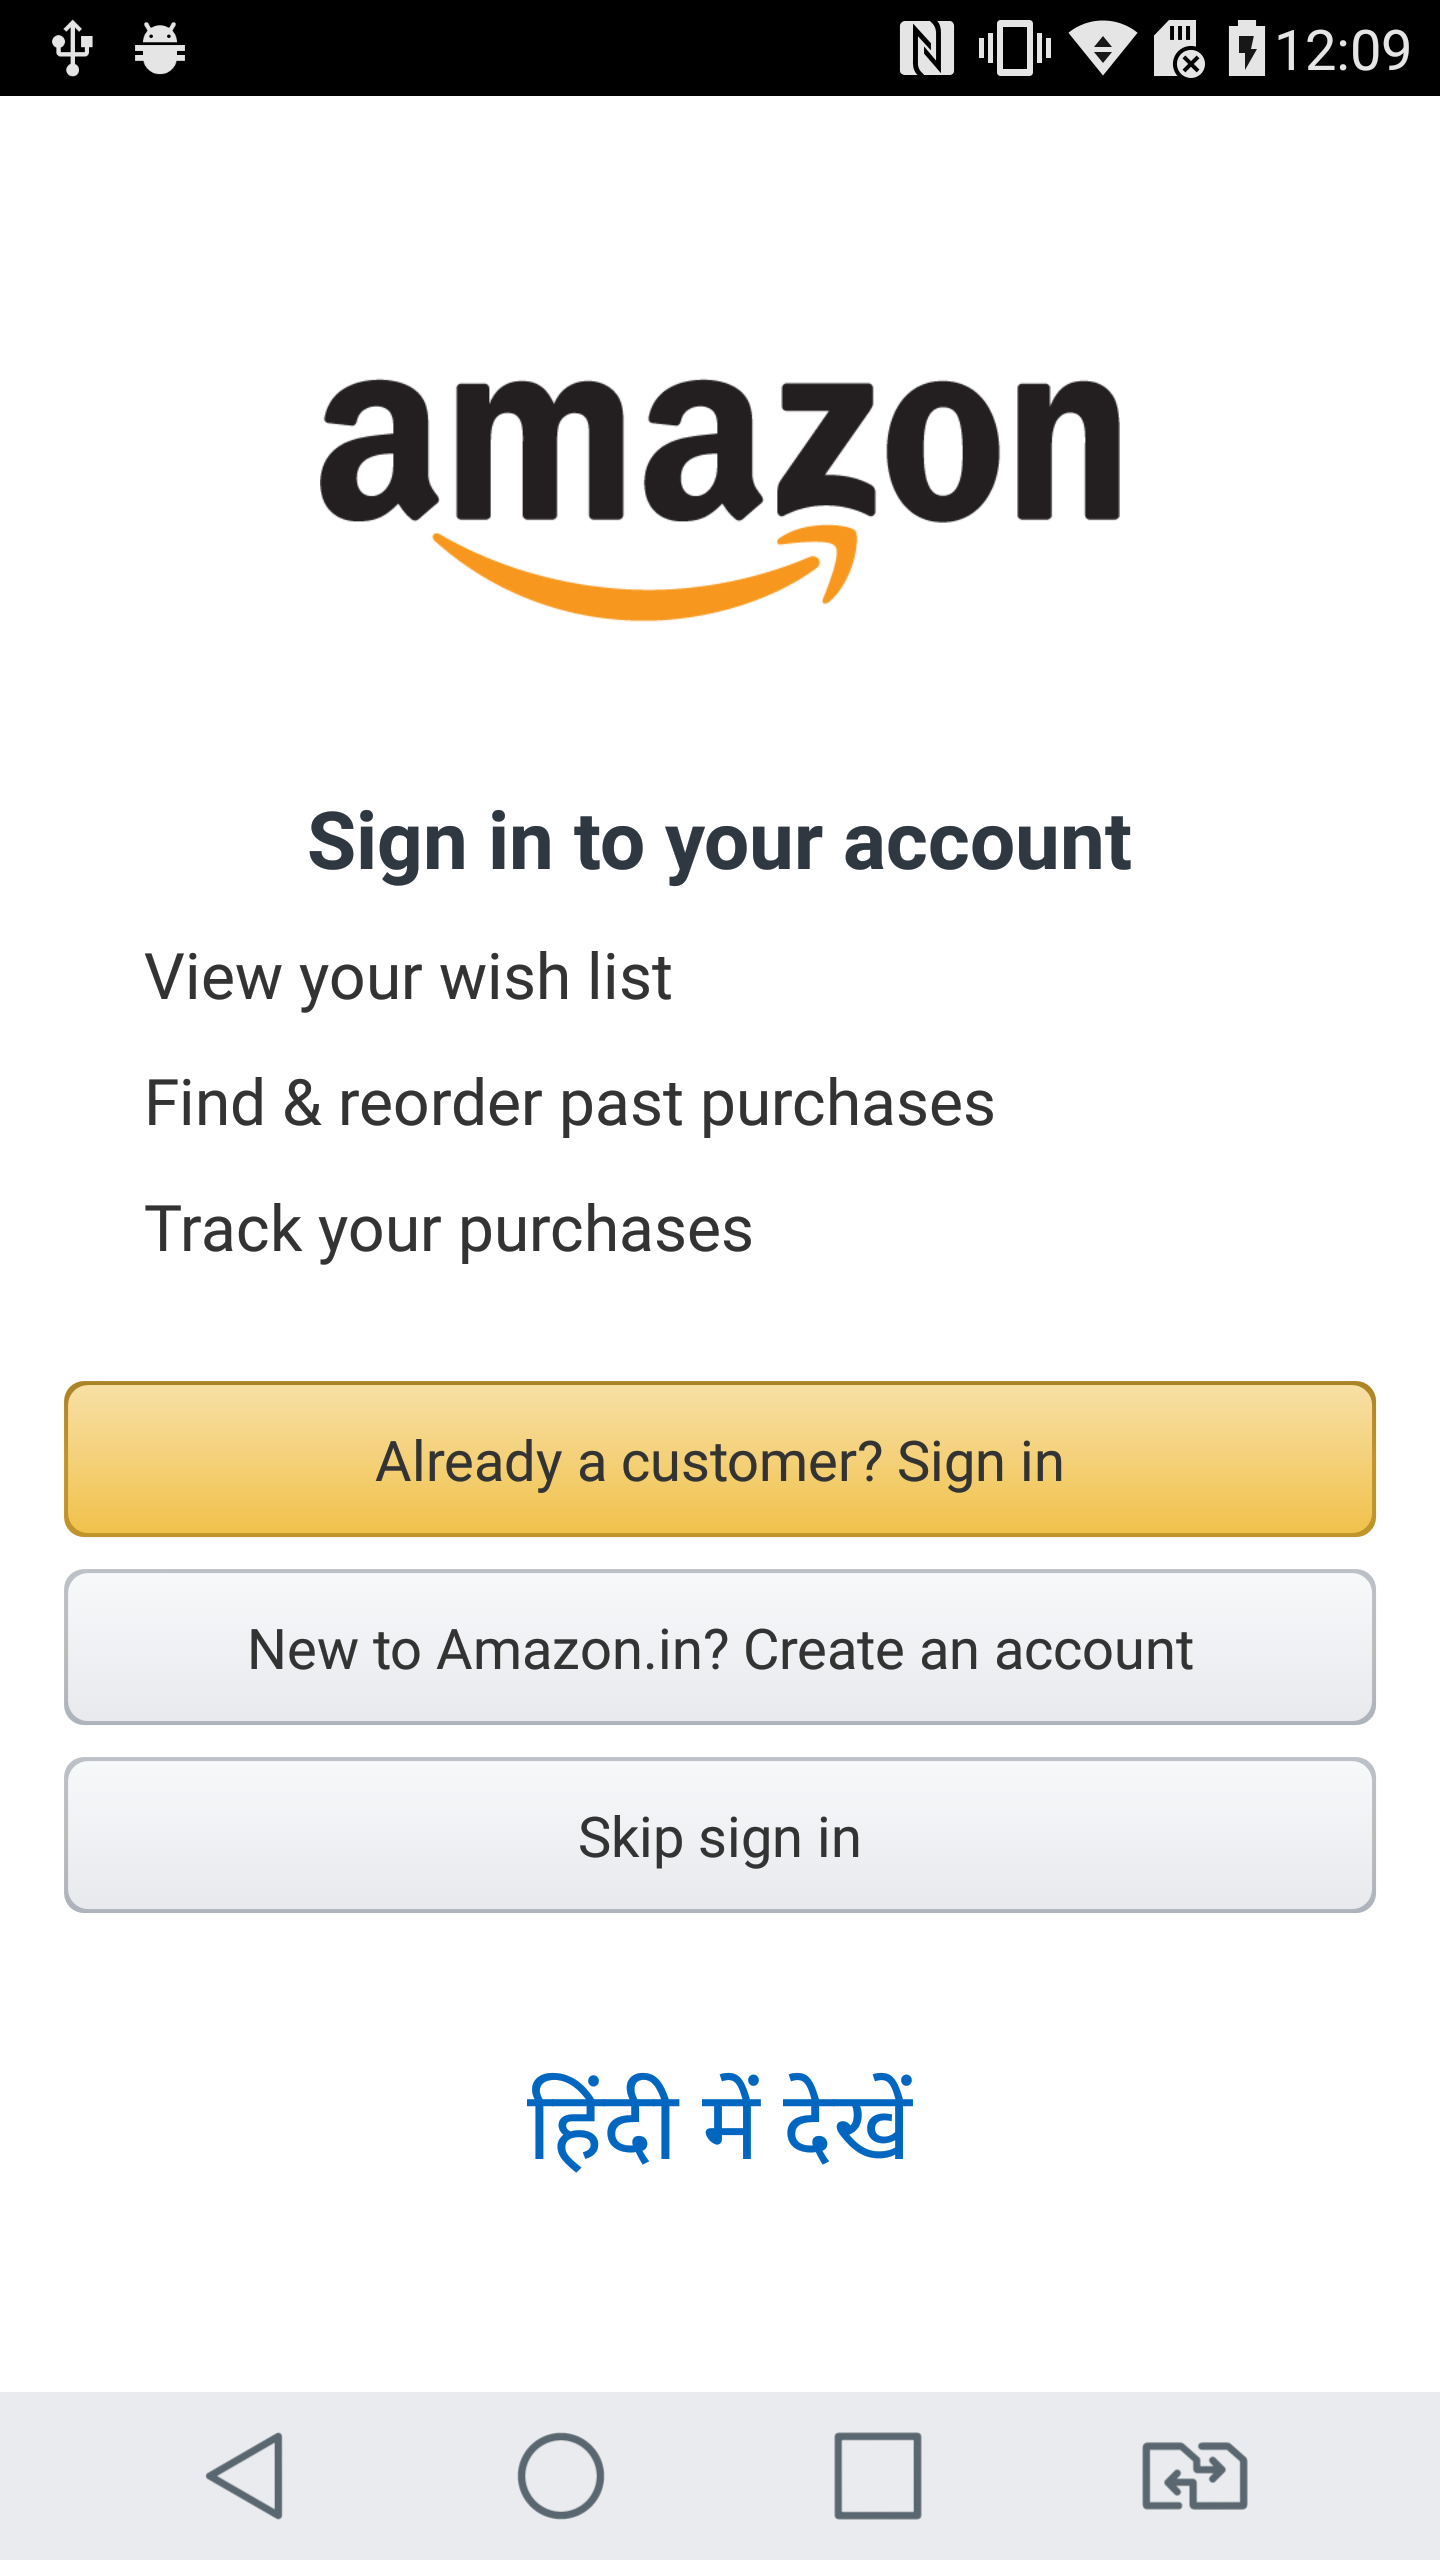 12:09
amazon
Sign in to your account
View your wish list
Find & reorder past purchases
Track your purchases
Already a customer? Sign in
New to Amazon.in? Create an account
Skip sign in
हिंदी में देखें